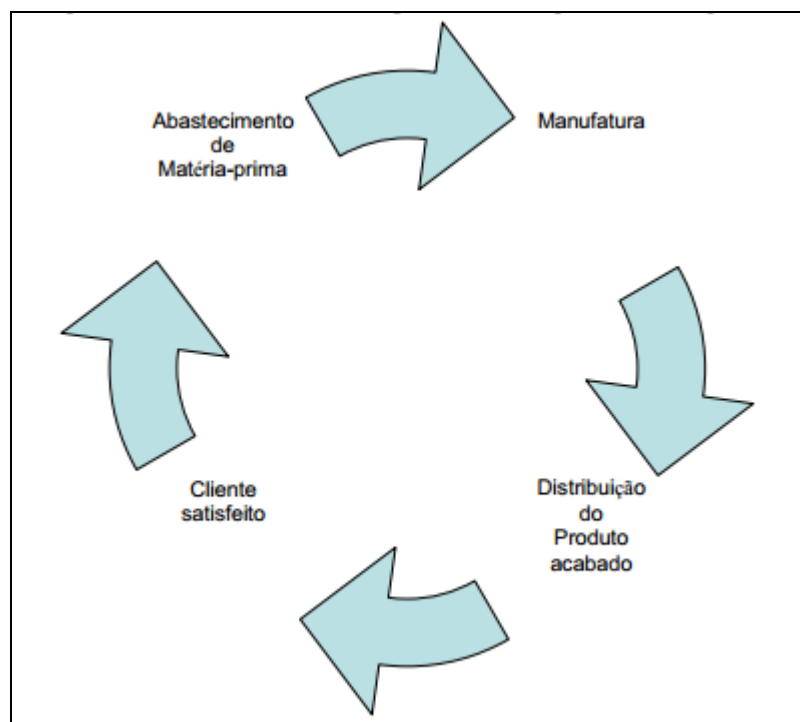 Abastecimento
de
Matéria-prima
Manufatura
Distribuição
do
Produto
acabado
Cliente
satisfeito